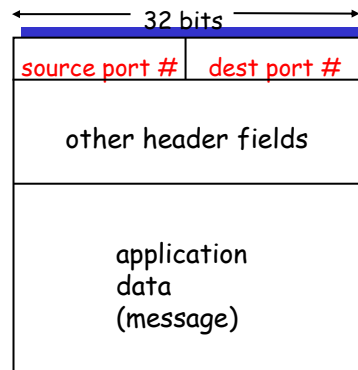 32 bits
source port # dest port #
other header fields
application
data
(message)